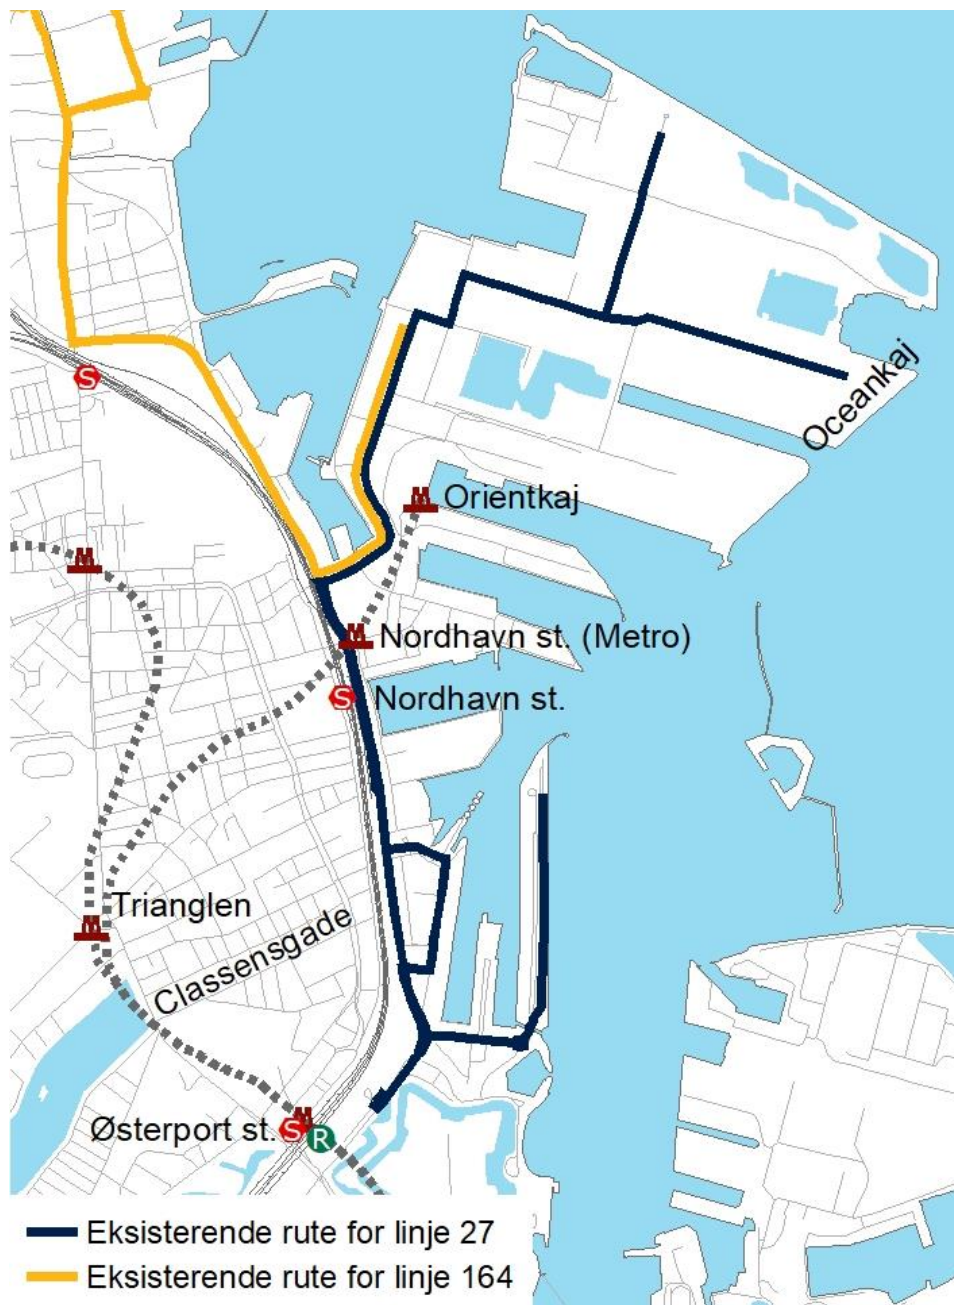 Oceankaj
Orientkaj
Nordhavn st. (Metro)
Nordhavn st.
Trianglen
Classensgade
Østerport st.
Eksisterende rute for linje 27
Eksisterende rute for linje 164
S
M
M
M
S
M
M
S
R